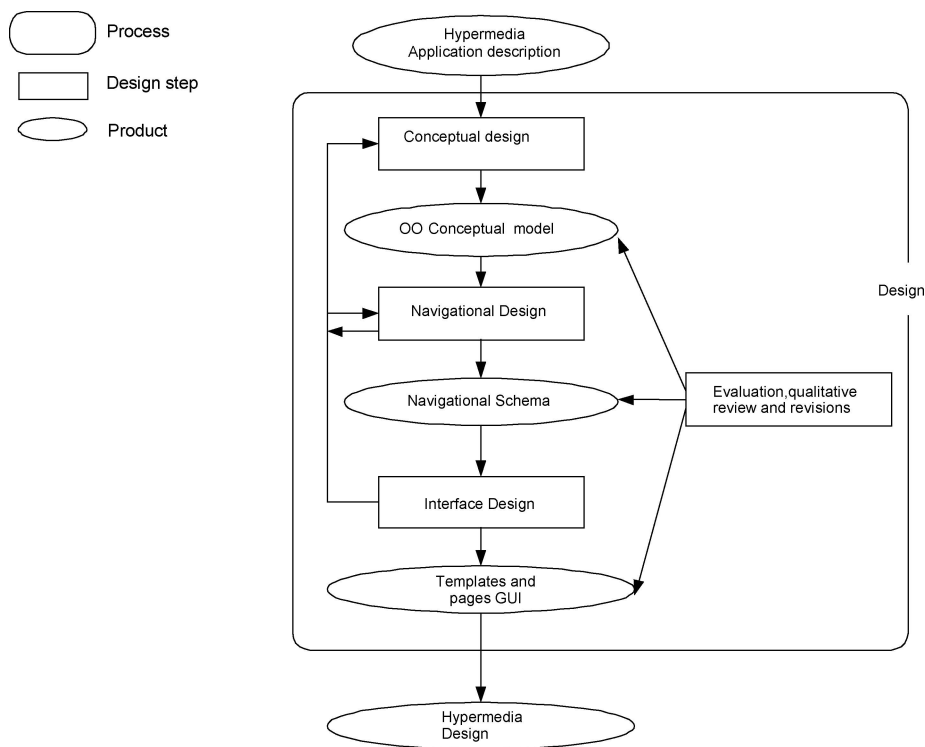 Process
Design step
Product
Hypermedia
Application description
Conceptual design
OO Conceptual model
Navigational Design
Design
Evaluation,qualitative
review and revisions
Navigational Schema
Interface Design
Templates and
pages GUI
Hypermedia
Design